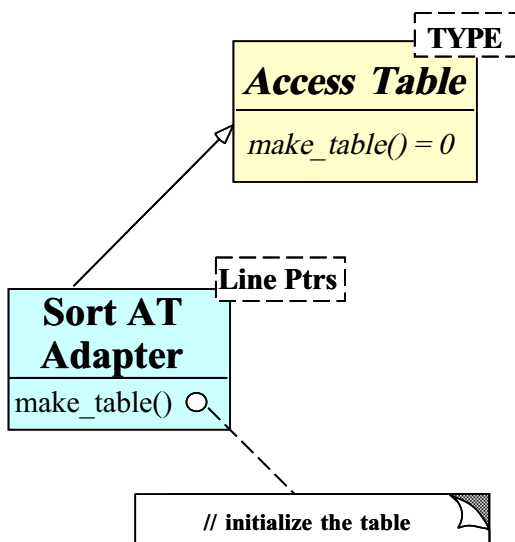 TYPE
Access Table
make_table() = 0
Line Ptrs
Sort AT
Adapter
make_table()
// initialize the table